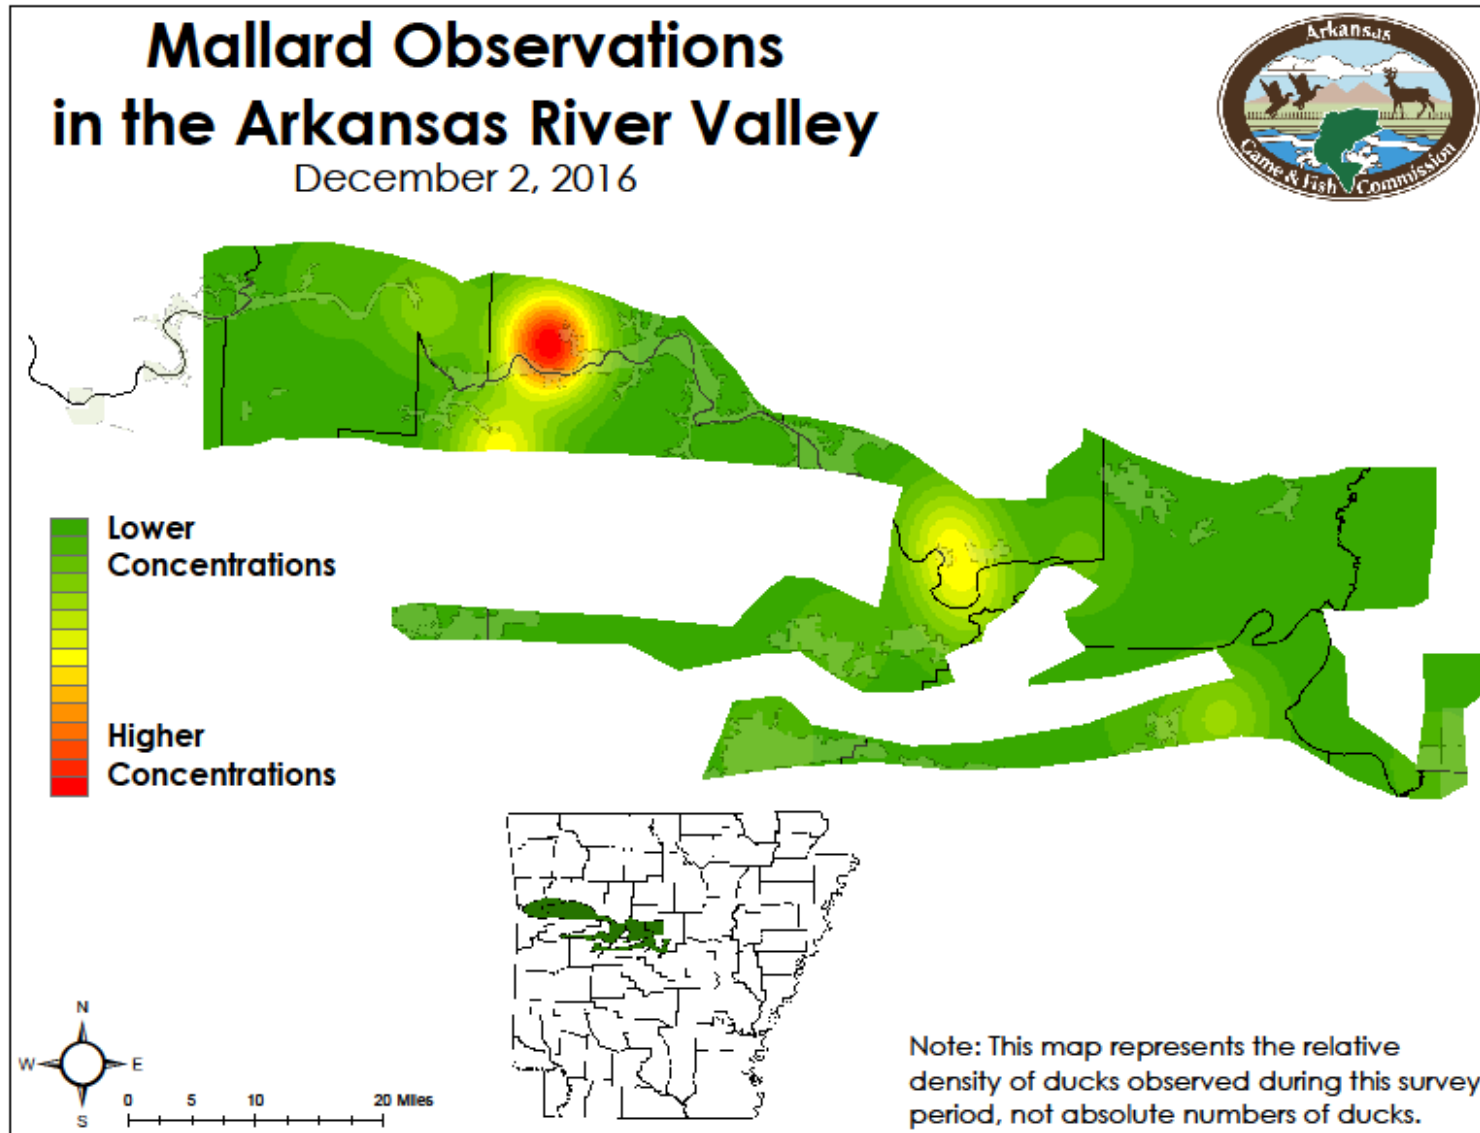 Mallard Observations
in the Arkansas River Valley
December 2, 2016
Arkansas
Game & Fish Commission
Lower
Concentrations
Higher
Concentrations
N
W E
S
0 5 10 20 Miles
Note: This map represents the relative
density of ducks observed during this survey
period, not absolute numbers of ducks.